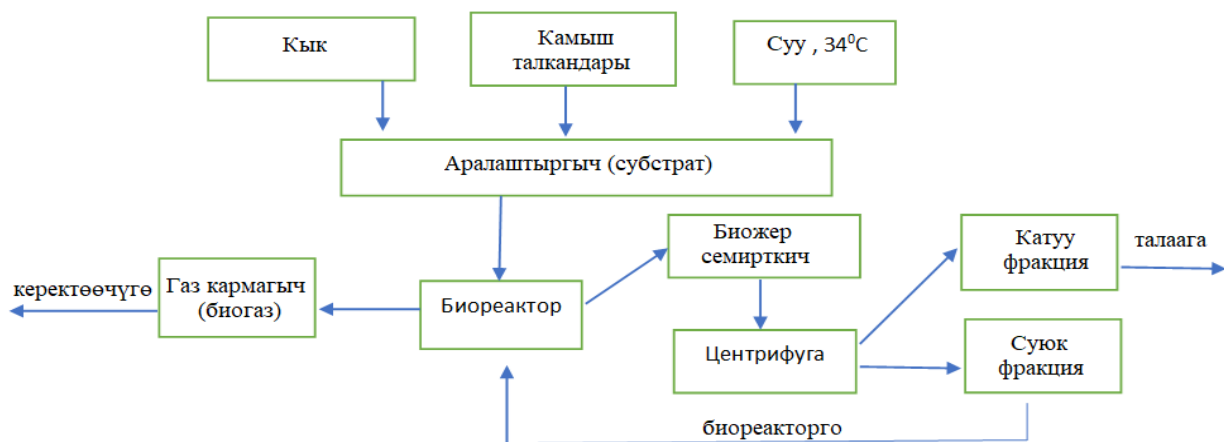 Кык
Камыш
талкандары
Суу , 34⁰C
Аралаштыргыч (субстрат)
Биожер
семирткич
Катуу
фракция
талаага
керектөөчүгө
Газ кармагыч
(биогаз)
Биореактор
Центрифуга
Суюк
фракция
биореакторго